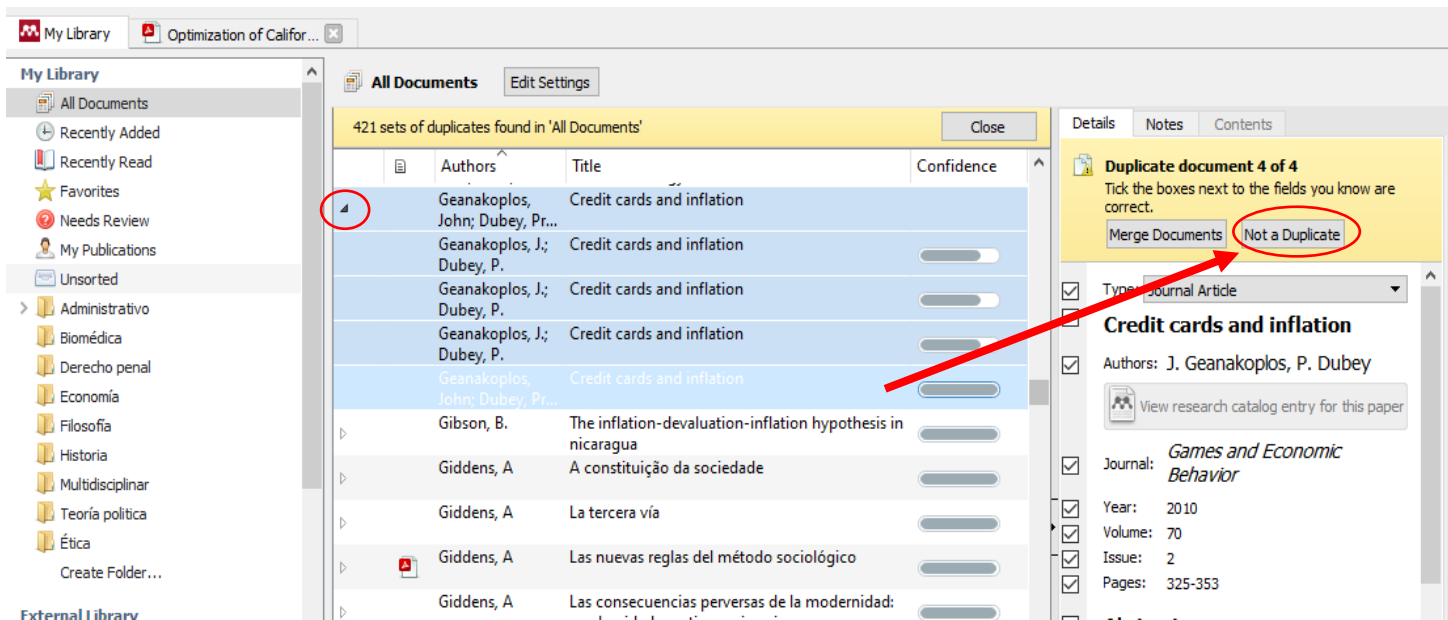 My Library
Optimization of Califor...
My Library
All Documents
Recently Added
Recently Read
Favorites
Needs Review
My Publications
Unsorted
Administrativo
Biomédica
Derecho penal
Economía
Filosofía
Historia
Multidisciplinar
Teoría politica
Ética
Create Folder...
External Library
All Documents Edit Settings
421 sets of duplicates found in 'All Documents' Close
Authors Title Confidence
Geanakoplos, Credit cards and inflation
John; Dubey, Pr...
Geanakoplos, J.; Credit cards and inflation
Dubey, P.
Geanakoplos, J.; Credit cards and inflation
Dubey, P.
Geanakoplos, J.; Credit cards and inflation
Dubey, P.
Geanakoplos, Credit cards and inflation
John; Dubey, Pr...
Gibson, B. The inflation-devaluation-inflation hypothesis in
nicaragua
Giddens, A A constituição da sociedade
Giddens, A La tercera vía
Giddens, A Las nuevas reglas del método sociológico
Giddens, A Las consecuencias perversas de la modernidad:
Details Notes Contents
Duplicate document 4 of 4
Tick the boxes next to the fields you know are
correct.
Merge Documents Not a Duplicate
Type: Journal Article
Credit cards and inflation
Authors: J. Geanakoplos, P. Dubey
View research catalog entry for this paper
Journal: Games and Economic
Behavior
Year: 2010
Volume: 70
Issue: 2
Pages: 325-353